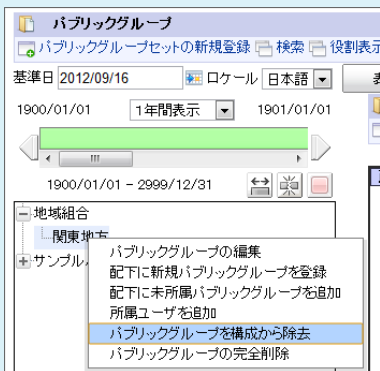 パブリックグループ
パブリックグループセットの新規登録 検索 役割表示
基準日 2012/09/16 ロケール 日本語
1900/01/01 1年間表示 1901/01/01
1900/01/01 - 2999/12/31
地域組合
関東地方
サンプル
パブリックグループの編集
配下に新規パブリックグループを登録
配下に未所属パブリックグループを追加
所属ユーザを追加
パブリックグループを構成から除去
パブリックグループの完全削除